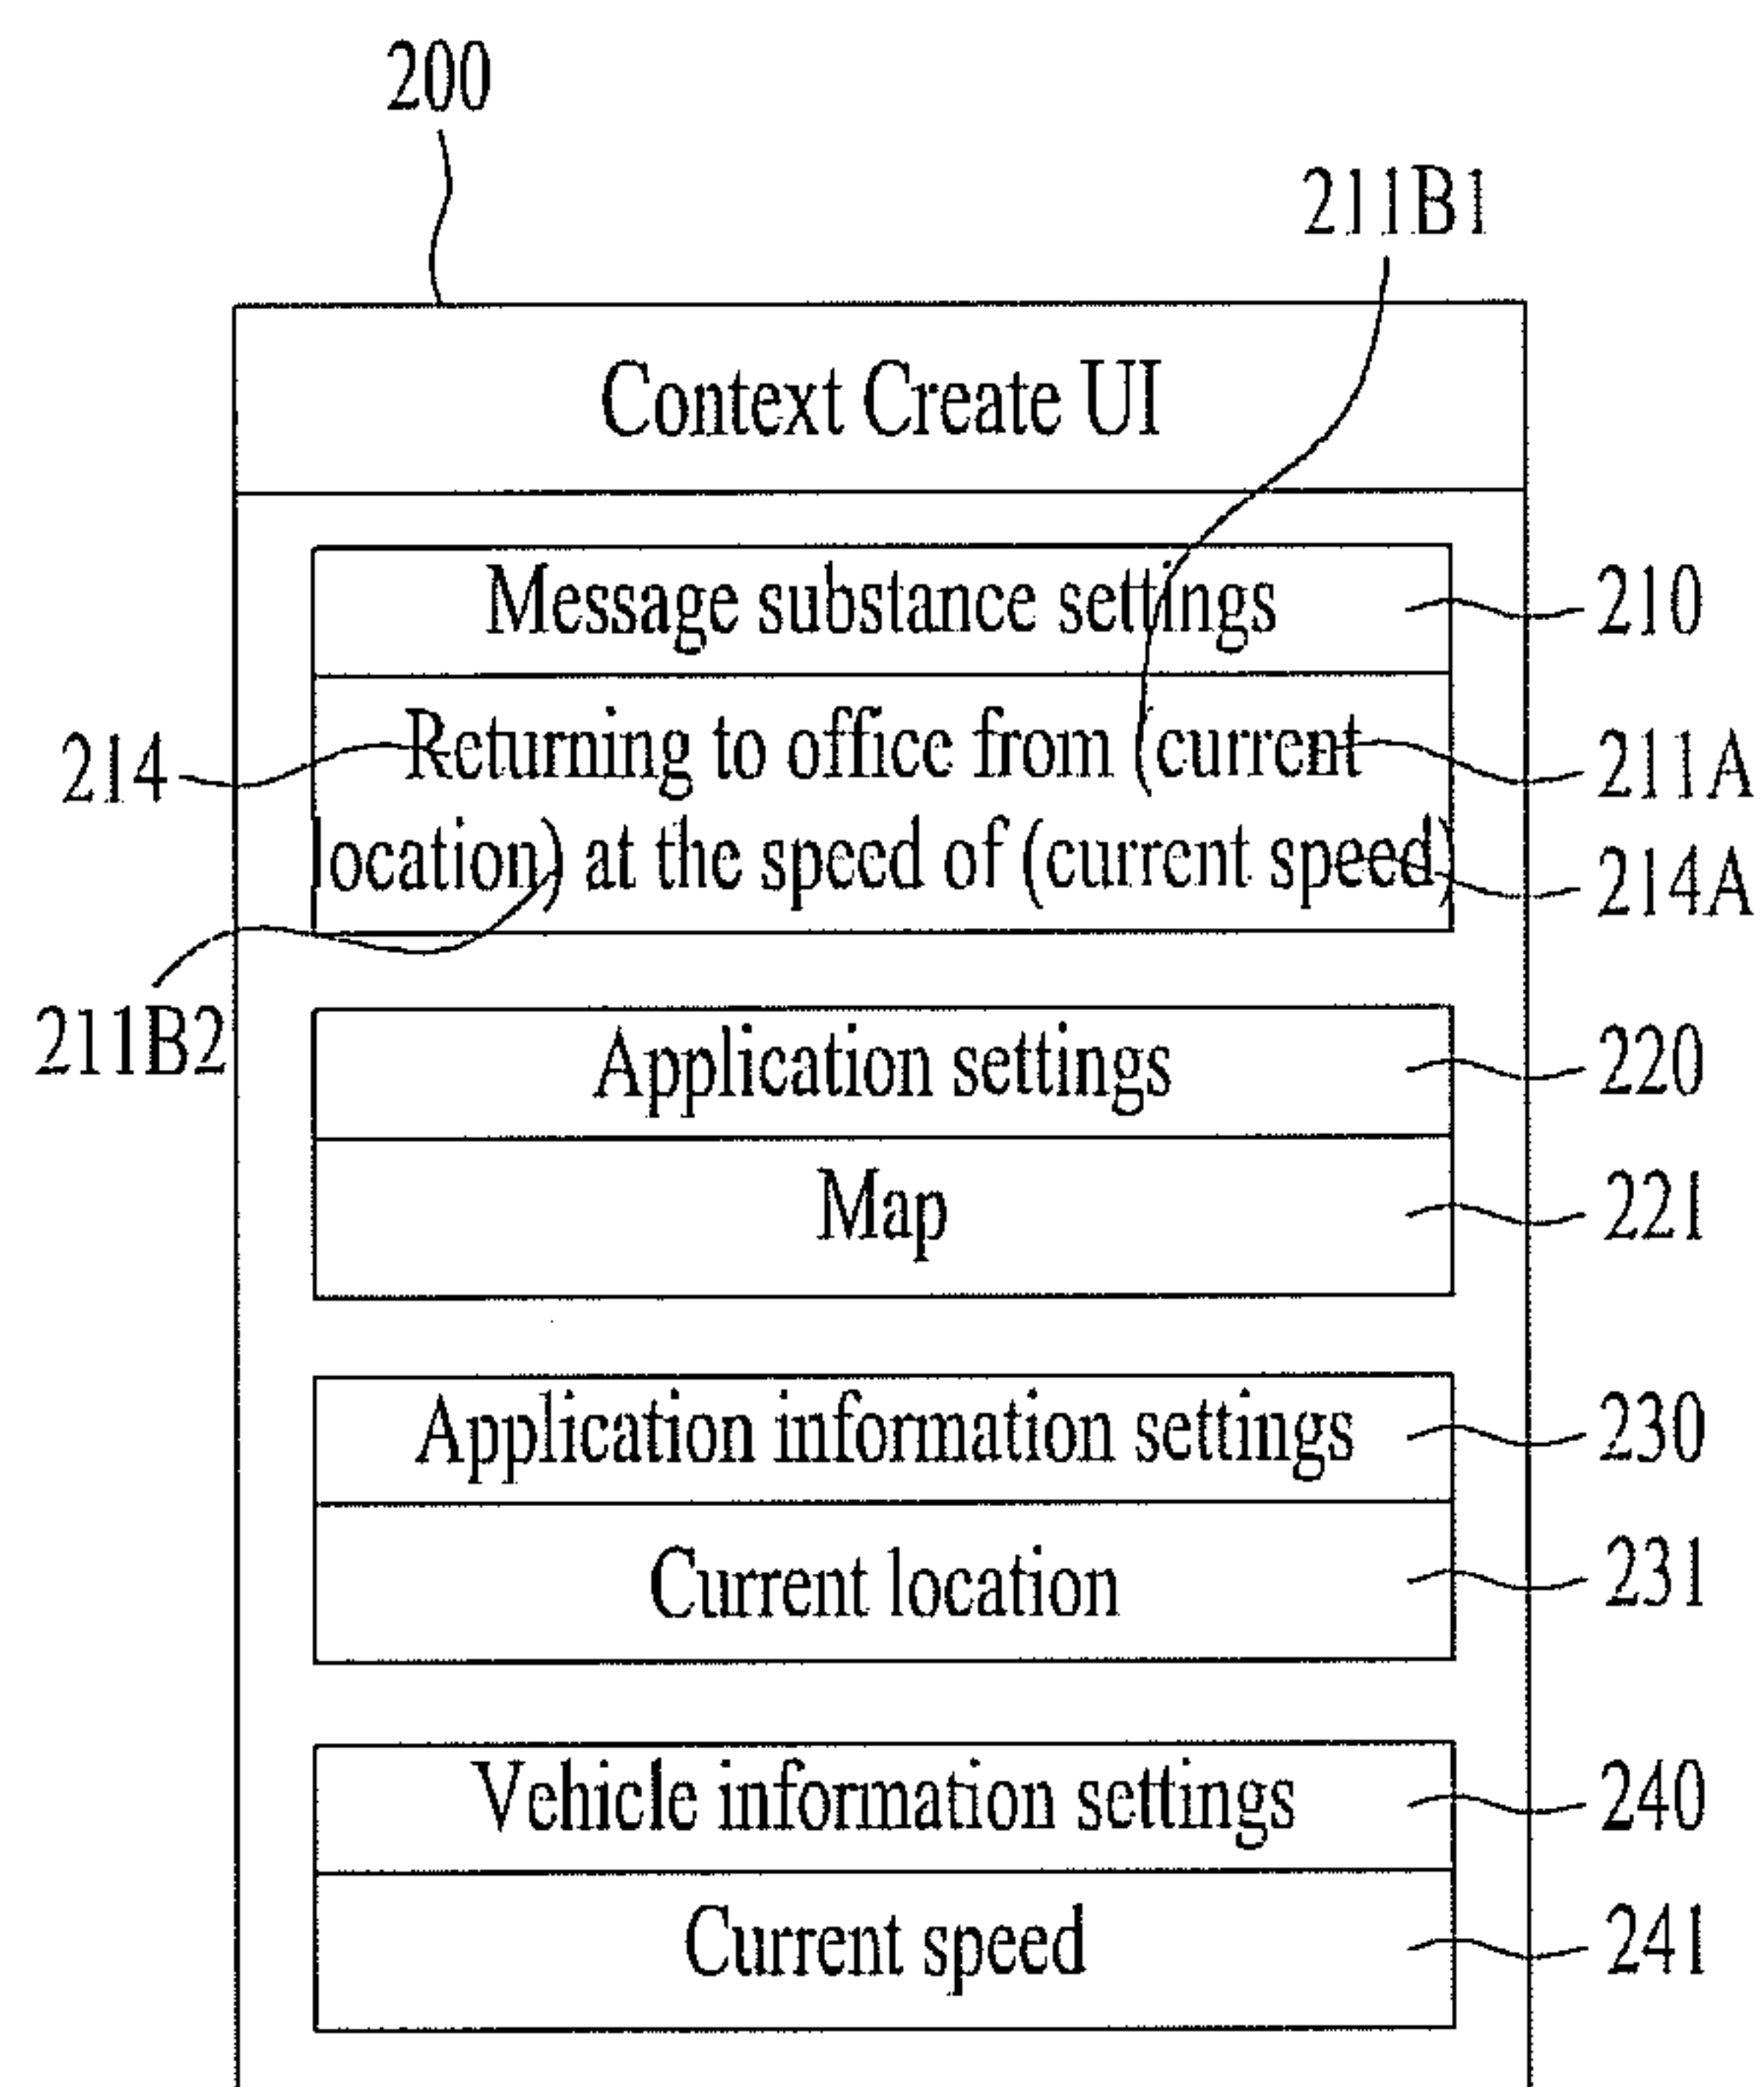 200
211B1
Context Create UI
Message substance settings
210
Returning to office from (current
214
211A
location) at the speed of (current speed)
214A
211B2
Application settings
220
Map
221
Application information settings
230
Current location
231
Vehicle information settings
240
Current speed
241